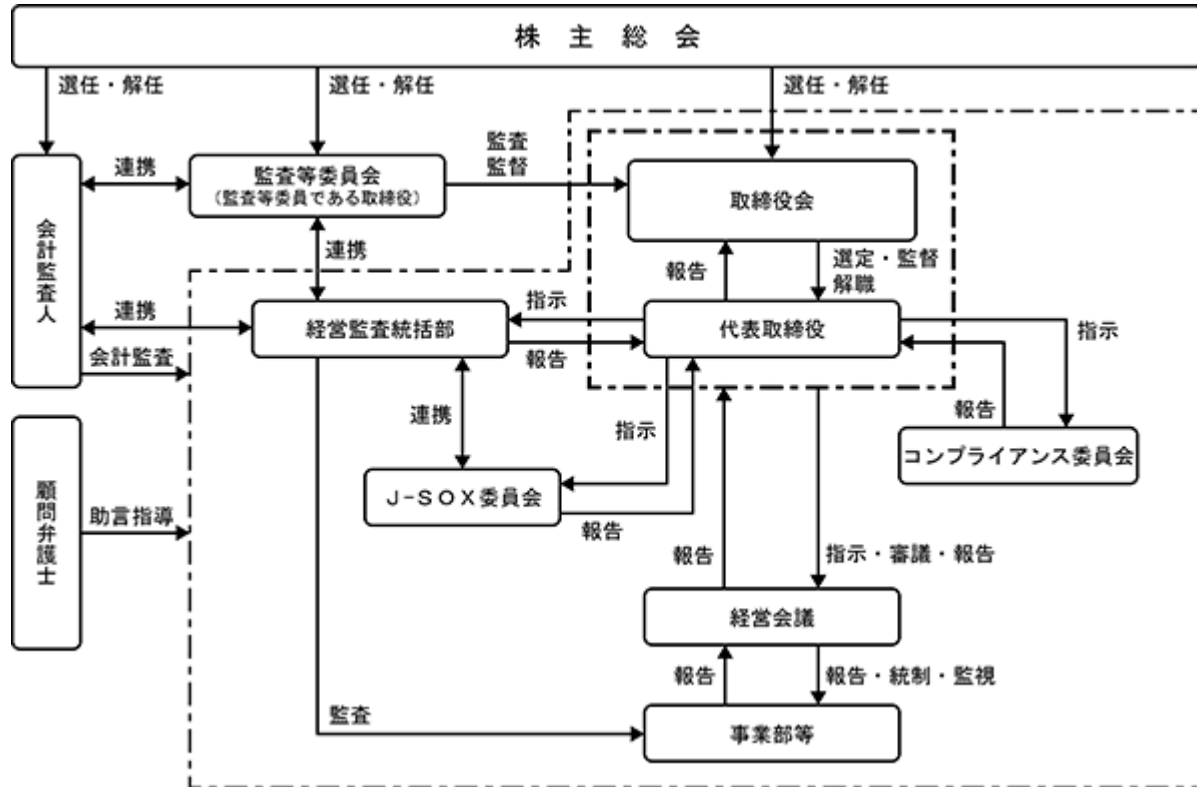 株主総会
選任・解任
選任・解任
選任・解任
監査
監督
連携
監査等委員会
(監査等委員である取締役)
取締役会
会計監査人
連携
報告
選定・監督
解職
連携
経営監査統括部
指示
報告
代表取締役
指示
会計監査
報告
連携
指示
コンプライアンス委員会
顧問弁護士
J-SOX委員会
助言指導
報告
報告
指示・審議・報告
経営会議
報告
報告・統制・監視
監査
事業部等